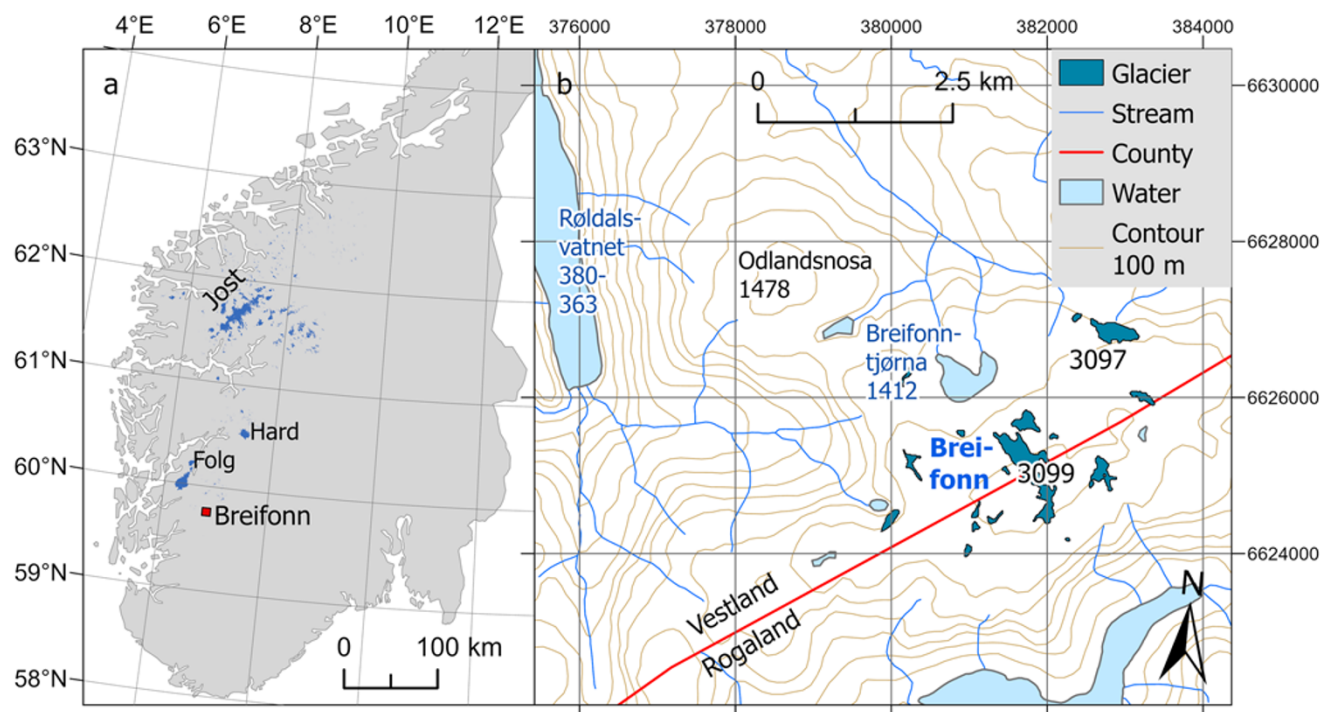 4°E 6°E 8°E 10°E 12°E
376000 378000 380000 382000 384000
a
63°N
62°N
61°N
60°N
59°N
58°N
Jost
Hard
Folg
Breifonn
0 100 km
b
0 2.5 km
Glacier
Stream
County
Water
Contour
100 m
6630000
6628000
6626000
6624000
Røldals-
vatnet
380-
363
Odlandsnosa
1478
Breifonn-
tjørna
1412
3097
Brei-
fonn
3099
Vestland
Rogaland
N